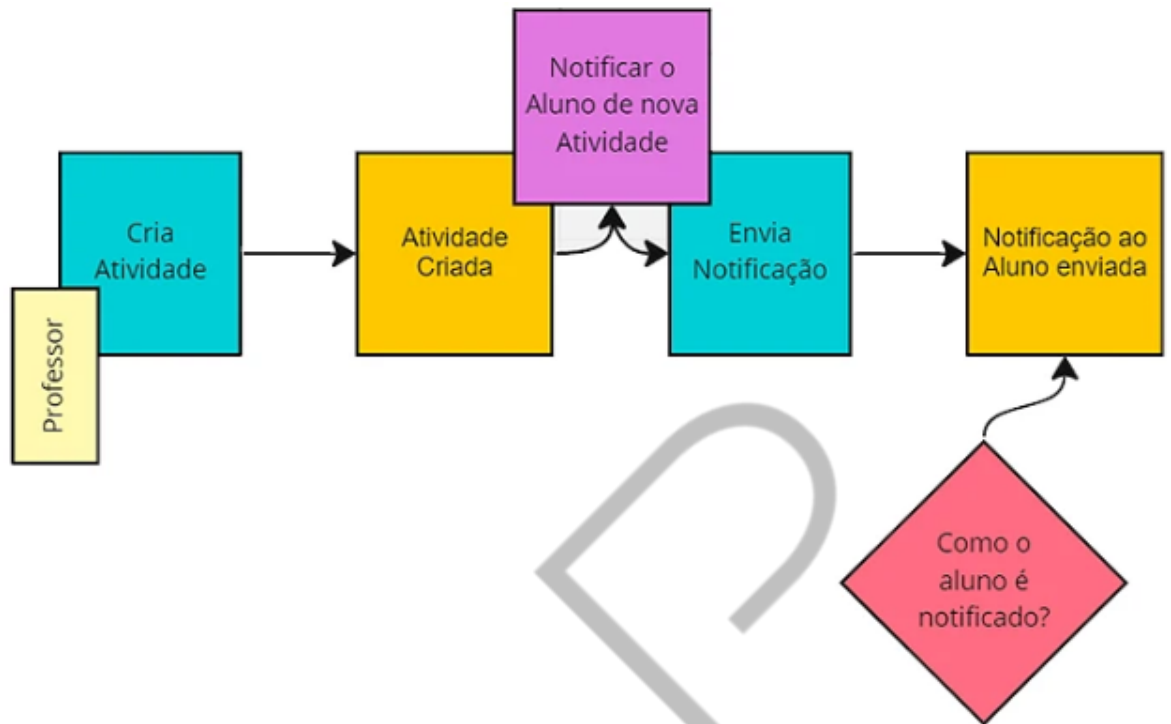 Notificar o
Aluno de nova
Atividade
Cria
Atividade
Professor
Atividade
Criada
Envia
Notificação
Notificação ao
Aluno enviada
Como o
aluno é
notificado?